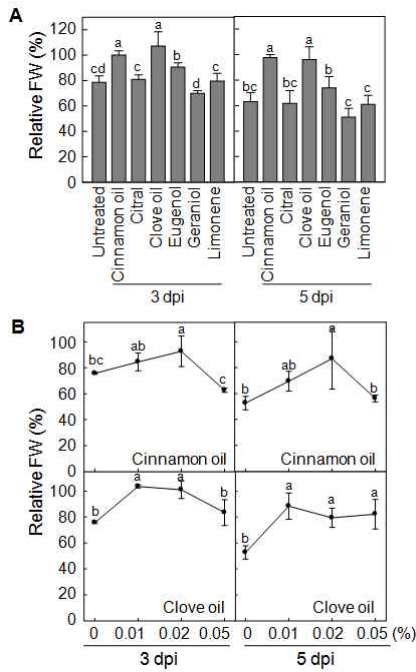 A
Relative FW (%)
120
100
80
60
40
20
0
cd
a
c
a
b
d
c
bc
a
c
a
b
c
c
Untreated
Cinnamon oil
Citral
Clove oil
Eugenol
Geraniol
Limonene
Untreated
Cinnamon oil
Citral
Clove oil
Eugenol
Geraniol
Limonene
3 dpi
5 dpi
B
Relative FW (%)
100
80
60
40
0
bc
ab
a
c
Cinnamon oil
b
ab
a
b
Cinnamon oil
100
80
60
40
0
b
a
a
b
Clove oil
b
a
a
a
Clove oil
0 0.01 0.02 0.05 0 0.01 0.02 0.05 (%)
3 dpi
5 dpi